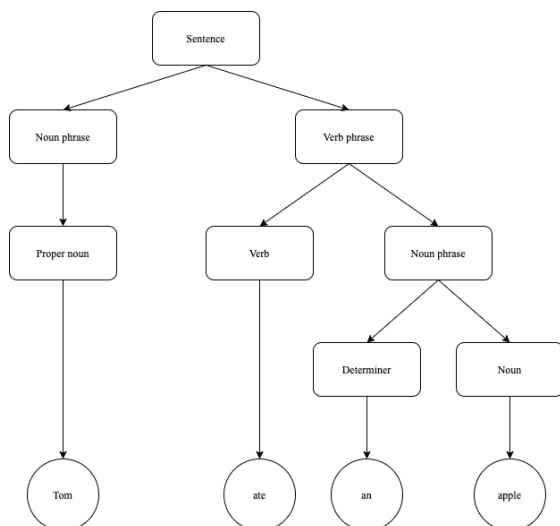 Sentence
Noun phrase
Verb phrase
Proper noun
Verb
Noun phrase
Determiner
Noun
Tom
ate
an
apple